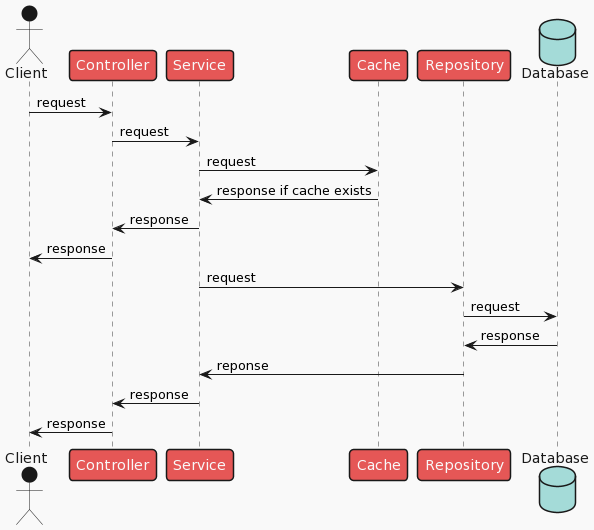 Client
Controller
Service
Cache
Repository
Database
request
request
request
response if cache exists
response
response
request
request
response
reponse
response
response
Client
Controller
Service
Cache
Repository
Database